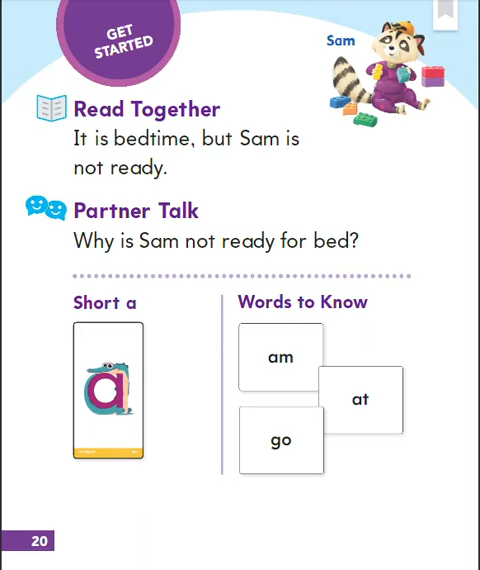 GET
STARTED
Sam
Read Together
It is bedtime, but Sam is
not ready.
Partner Talk
Why is Sam not ready for bed?
Short a
Words to Know
a
am
at
go
20